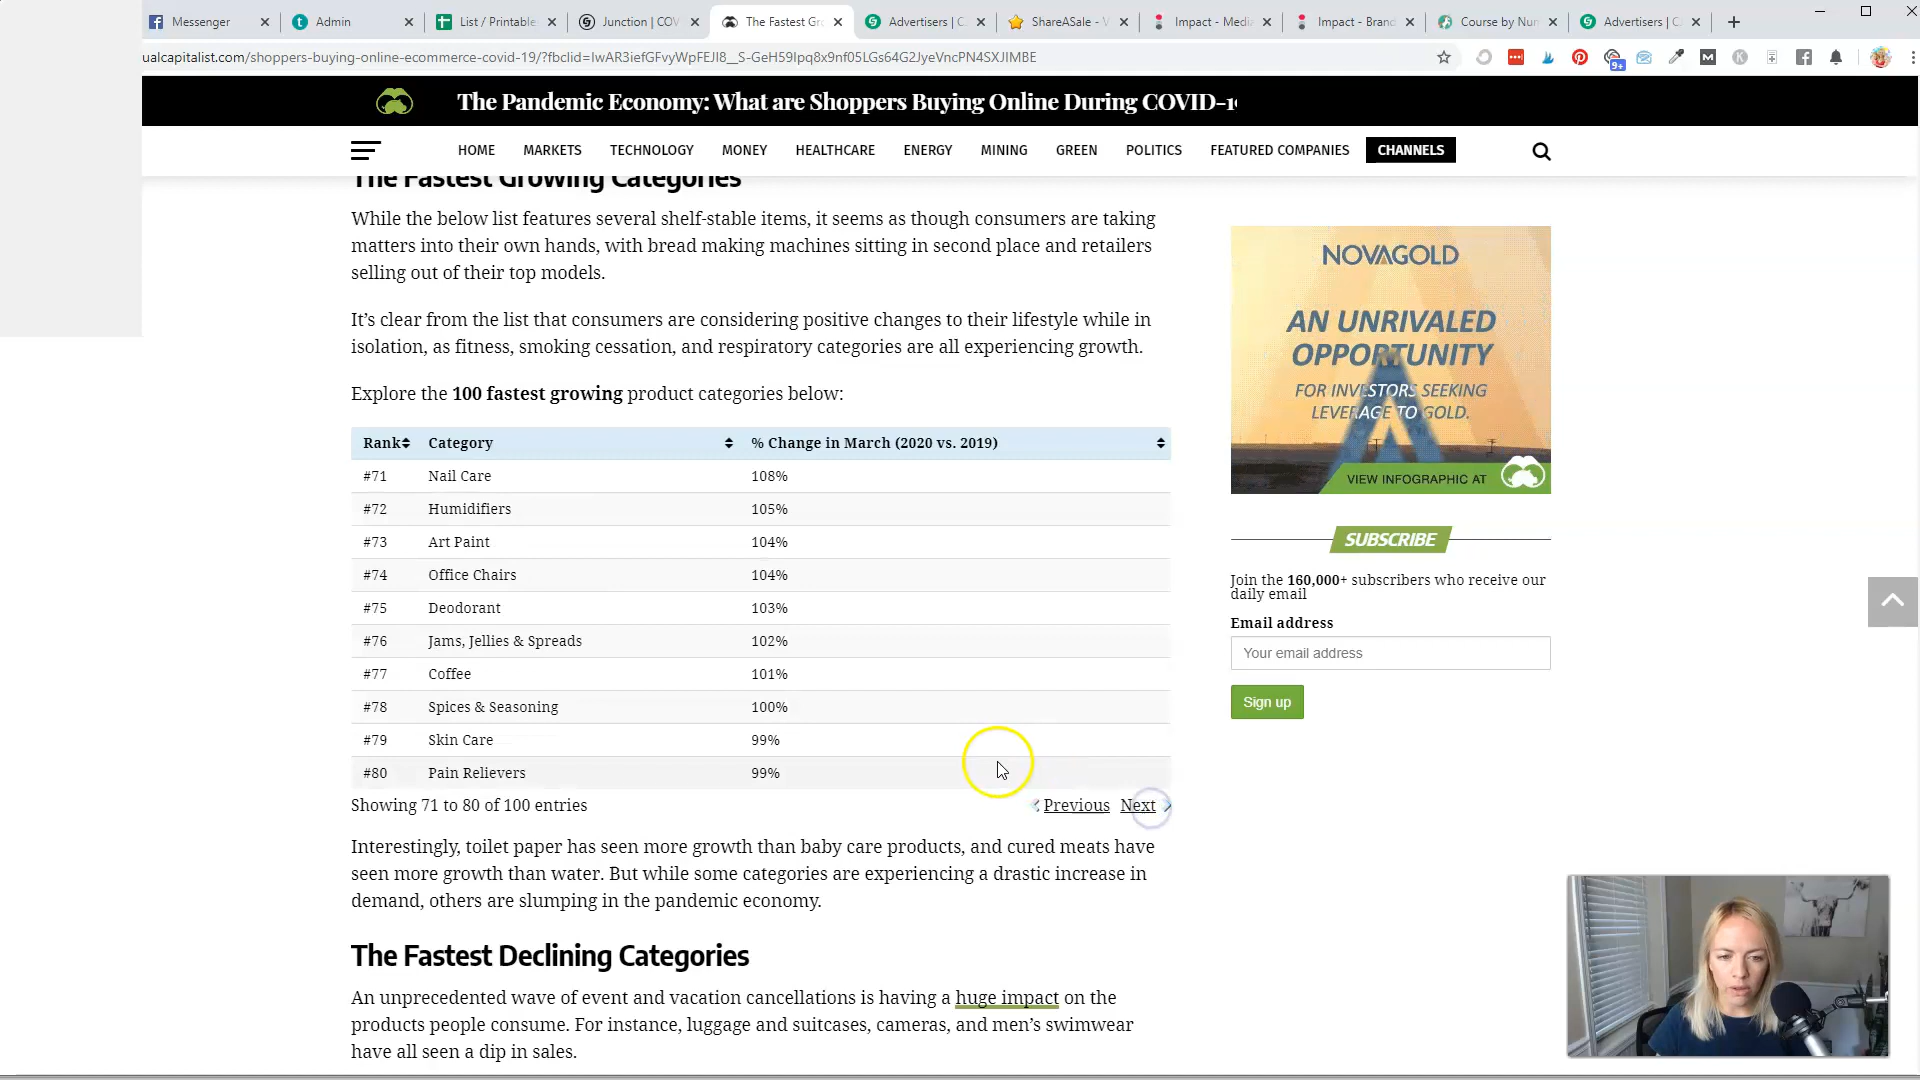 Messenger
Admin
List / Printable
Junction | COV
The Fastest Gr
Advertisers | C
ShareASale - V
Impact - Medi
Impact - Bran
Course by Nur
Advertisers | C
ualcapitalist.com/shoppers-buying-online-ecommerce-covid-19/?fbclid=IwAR3iefGFvyWpFEJI8__S-GeH59Ipq8x9nf05LGs64G2JyeVncPN4SXJIMBE
9+
The Pandemic Economy: What are Shoppers Buying Online During COVID-19
HOME MARKETS TECHNOLOGY MONEY HEALTHCARE ENERGY MINING GREEN POLITICS FEATURED COMPANIES CHANNELS
The Fastest Growing Categories
While the below list features several shelf-stable items, it seems as though consumers are taking
matters into their own hands, with bread making machines sitting in second place and retailers
selling out of their top models.
It’s clear from the list that consumers are considering positive changes to their lifestyle while in
isolation, as fitness, smoking cessation, and respiratory categories are all experiencing growth.
Explore the 100 fastest growing product categories below:
Rank Category % Change in March (2020 vs. 2019)
#71 Nail Care 108%
#72 Humidifiers 105%
#73 Art Paint 104%
#74 Office Chairs 104%
#75 Deodorant 103%
#76 Jams, Jellies & Spreads 102%
#77 Coffee 101%
#78 Spices & Seasoning 100%
#79 Skin Care 99%
#80 Pain Relievers 99%
Showing 71 to 80 of 100 entries
Previous Next
Interestingly, toilet paper has seen more growth than baby care products, and cured meats have
seen more growth than water. But while some categories are experiencing a drastic increase in
demand, others are slumping in the pandemic economy.
The Fastest Declining Categories
An unprecedented wave of event and vacation cancellations is having a huge impact on the
products people consume. For instance, luggage and suitcases, cameras, and men’s swimwear
have all seen a dip in sales.
NOVAGOLD
AN UNRIVALED
OPPORTUNITY
FOR INVESTORS SEEKING
LEVERAGE TO GOLD.
VIEW INFOGRAPHIC AT
SUBSCRIBE
Join the 160,000+ subscribers who receive our
daily email
Email address
Your email address
Sign up